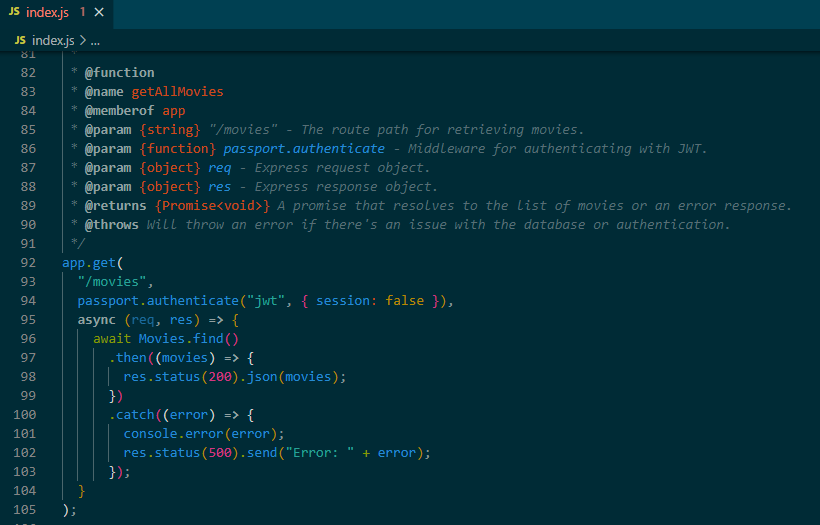 JS index.js 1 ×
JS index.js > ...
81 *
82 * @function
83 * @name getAllMovies
84 * @memberof app
85 * @param {string} "/movies" - The route path for retrieving movies.
86 * @param {function} passport.authenticate - Middleware for authenticating with JWT.
87 * @param {object} req - Express request object.
88 * @param {object} res - Express response object.
89 * @returns {Promise<void>} A promise that resolves to the list of movies or an error response.
90 * @throws Will throw an error if there's an issue with the database or authentication.
91 */
92 app.get(
93   "/movies",
94   passport.authenticate("jwt", { session: false }),
95   async (req, res) => {
96     await Movies.find()
97       .then((movies) => {
98         res.status(200).json(movies);
99       })
100       .catch((error) => {
101         console.error(error);
102         res.status(500).send("Error: " + error);
103       });
104   }
105 );